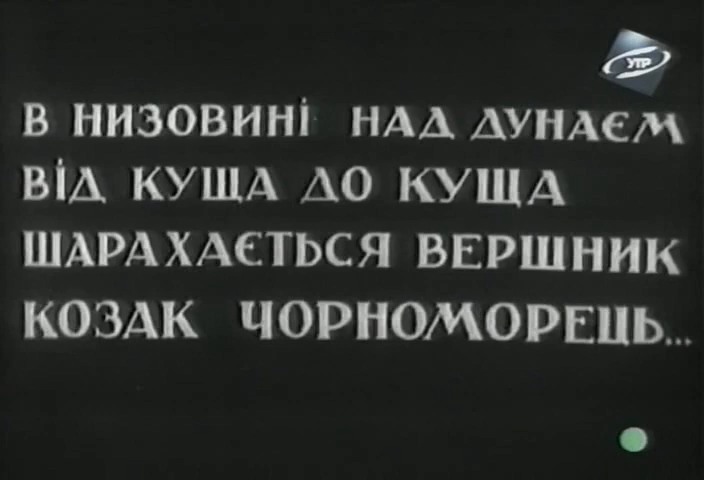 УТР
В НИЗОВИНІ НАД ДУНАЄМ
ВІД КУЩА ДО КУЩА
ШАРАХАЄТЬСЯ ВЕРШНИК
КОЗАК ЧОРНОМОРЕЦЬ...